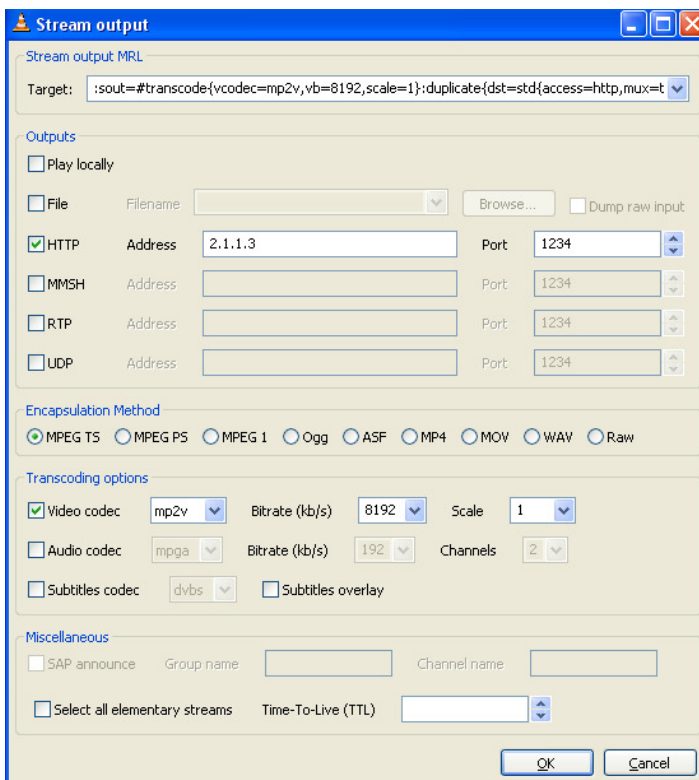 Stream output
Stream output MRL
Target: :sout=#transcode{vcodec=mp2v,vb=8192,scale=1}:duplicate{dst=std{access=http,mux=t
Outputs
Play locally
File Filename Browse... Dump raw input
HTTP Address 2.1.1.3 Port 1234
MMSH Address Port 1234
RTP Address Port 1234
UDP Address Port 1234
Encapsulation Method
MPEG TS MPEG PS MPEG 1 Ogg ASF MP4 MOV WAV Raw
Transcoding options
Video codec mp2v Bitrate (kb/s) 8192 Scale 1
Audio codec mpga Bitrate (kb/s) 192 Channels 2
Subtitles codec dvbs Subtitles overlay
Miscellaneous
SAP announce Group name Channel name
Select all elementary streams Time-To-Live (TTL)
OK Cancel